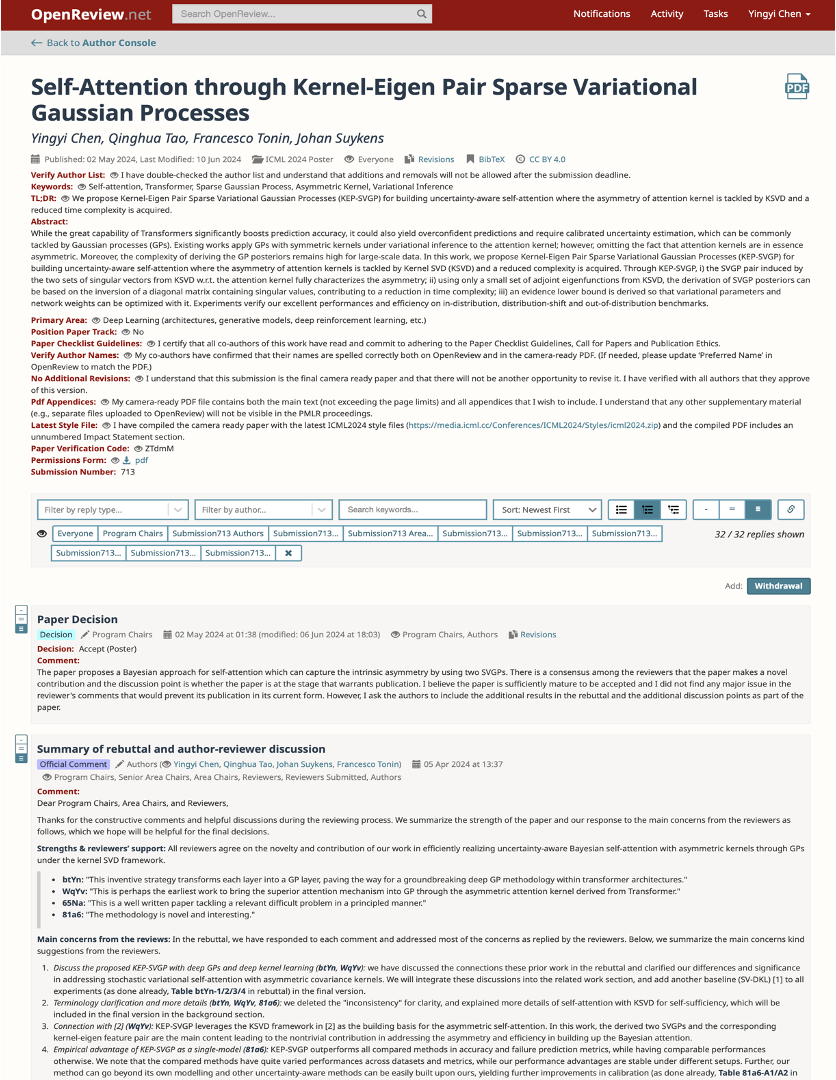 OpenReview.net
Search OpenReview...
Notifications
Activity
Tasks
Yingyi Chen
← Back to Author Console
Self-Attention through Kernel-Eigen Pair Sparse Variational
Gaussian Processes
PDF
Yingyi Chen, Qinghua Tao, Francesco Tonin, Johan Suykens
Published: 02 May 2024, Last Modified: 10 Jun 2024 ICML 2024 Poster Everyone Revisions BibTeX CC BY 4.0
Verify Author List: I have double-checked the author list and understand that additions and removals will not be allowed after the submission deadline.
Keywords: Self-attention, Transformer, Sparse Gaussian Process, Asymmetric Kernel, Variational Inference
TL;DR: We propose Kernel-Eigen Pair Sparse Variational Gaussian Processes (KEP-SVGP) for building uncertainty-aware self-attention where the asymmetry of attention kernel is tackled by KSVD and a
reduced time complexity is acquired.
Abstract:
While the great capability of Transformers significantly boosts prediction accuracy, it could also yield overconfident predictions and require calibrated uncertainty estimation, which can be commonly
tackled by Gaussian processes (GPs). Existing works apply GPs with symmetric kernels under variational inference to the attention kernel; however, omitting the fact that attention kernels are in essence
asymmetric. Moreover, the complexity of deriving the GP posteriors remains high for large-scale data. In this work, we propose Kernel-Eigen Pair Sparse Variational Gaussian Processes (KEP-SVGP) for
building uncertainty-aware self-attention where the asymmetry of attention kernels is tackled by Kernel SVD (KSVD) and a reduced complexity is acquired. Through KEP-SVGP, i) the SVGP pair induced by
the two sets of singular vectors from KSVD w.r.t. the attention kernel fully characterizes the asymmetry; ii) using only a small set of adjoint eigenfunctions from KSVD, the derivation of SVGP posteriors can
be based on the inversion of a diagonal matrix containing singular values, contributing to a reduction in time complexity; iii) an evidence lower bound is derived so that variational parameters and
network weights can be optimized with it. Experiments verify our excellent performances and efficiency on in-distribution, distribution-shift and out-of-distribution benchmarks.
Primary Area: Deep Learning (architectures, generative models, deep reinforcement learning, etc.)
Position Paper Track: No
Paper Checklist Guidelines: I certify that all co-authors of this work have read and commit to adhering to the Paper Checklist Guidelines, Call for Papers and Publication Ethics.
Verify Author Names: My co-authors have confirmed that their names are spelled correctly both on OpenReview and in the camera-ready PDF. (If needed, please update 'Preferred Name' in
OpenReview to match the PDF.)
No Additional Revisions: I understand that this submission is the final camera ready paper and that there will not be another opportunity to revise it. I have verified with all authors that they approve
of this version.
Pdf Appendices: My camera-ready PDF file contains both the main text (not exceeding the page limits) and all appendices that I wish to include. I understand that any other supplementary material
(e.g., separate files uploaded to OpenReview) will not be visible in the PMLR proceedings.
Latest Style File: I have compiled the camera ready paper with the latest ICML2024 style files (https://media.icml.cc/Conferences/ICML2024/Styles/icml2024.zip) and the compiled PDF includes an
unnumbered Impact Statement section.
Paper Verification Code: ZTdmM
Permissions Form: pdf
Submission Number: 713
Filter by reply type...
Filter by author...
Search keywords...
Sort: Newest First
- = ≡
Everyone Program Chairs Submission713 Authors Submission713... Submission713 Area... Submission713... Submission713... Submission713...
32 / 32 replies shown
Submission713... Submission713... Submission713... ✖
Add: Withdrawal
Paper Decision
Decision Program Chairs 02 May 2024 at 01:38 (modified: 06 Jun 2024 at 18:03) Program Chairs, Authors Revisions
Decision: Accept (Poster)
Comment:
The paper proposes a Bayesian approach for self-attention which can capture the intrinsic asymmetry by using two SVGPs. There is a consensus among the reviewers that the paper makes a novel
contribution and the discussion point is whether the paper is at the stage that warrants publication. I believe the paper is sufficiently mature to be accepted and I did not find any major issue in the
reviewer's comments that would prevent its publication in its current form. However, I ask the authors to include the additional results in the rebuttal and the additional discussion points as part of the
paper.
Summary of rebuttal and author-reviewer discussion
Official Comment Authors (Yingyi Chen, Qinghua Tao, Johan Suykens, Francesco Tonin) 05 Apr 2024 at 13:37
Program Chairs, Senior Area Chairs, Area Chairs, Reviewers, Reviewers Submitted, Authors
Comment:
Dear Program Chairs, Area Chairs, and Reviewers,
Thanks for the constructive comments and helpful discussions during the reviewing process. We summarize the strength of the paper and our response to the main concerns from the reviewers as
follows, which we hope will be helpful for the final decisions.
Strengths & reviewers' support: All reviewers agree on the novelty and contribution of our work in efficiently realizing uncertainty-aware Bayesian self-attention with asymmetric kernels through GPs
under the kernel SVD framework.
• btYn: "This inventive strategy transforms each layer into a GP layer, paving the way for a groundbreaking deep GP methodology within transformer architectures."
• WqYv: "This is perhaps the earliest work to bring the superior attention mechanism into GP through the asymmetric attention kernel derived from Transformer."
• 65Na: "This is a well written paper tackling a relevant difficult problem in a principled manner."
• 81a6: "The methodology is novel and interesting."
Main concerns from the reviews: In the rebuttal, we have responded to each comment and addressed most of the concerns as replied by the reviewers. Below, we summarize the main concerns kind
suggestions from the reviewers.
1. Discuss the proposed KEP-SVGP with deep GPs and deep kernel learning (btYn, WqYv): we have discussed the connections these prior work in the rebuttal and clarified our differences and significance
in addressing stochastic variational self-attention with asymmetric covariance kernels. We will integrate these discussions into the related work section, and add another baseline (SV-DKL) [1] to all
experiments (as done already, Table btYn-1/2/3/4 in rebuttal) in the final version.
2. Terminology clarification and more details (btYn, WqYv, 81a6): we deleted the "inconsistency" for clarity, and explained more details of self-attention with KSVD for self-sufficiency, which will be
included in the final version in the background section.
3. Connection with [2] (WqYv): KEP-SVGP leverages the KSVD framework in [2] as the building basis for the asymmetric self-attention. In this work, the derived two SVGPs and the corresponding
kernel-eigen feature pair are the main content leading to the nontrivial contribution in addressing the asymmetry and efficiency in building up the Bayesian attention.
4. Empirical advantage of KEP-SVGP as a single-model (81a6): KEP-SVGP outperforms all compared methods in accuracy and failure prediction metrics, while having comparable performances
otherwise. We note that the compared methods have quite varied performances across datasets and metrics, while our performance advantages are stable under different setups. Further, our
method can go beyond its own modelling and other uncertainty-aware methods can be easily built upon ours, yielding further improvements in calibration (as done already, Table 81a6-A1/A2 in